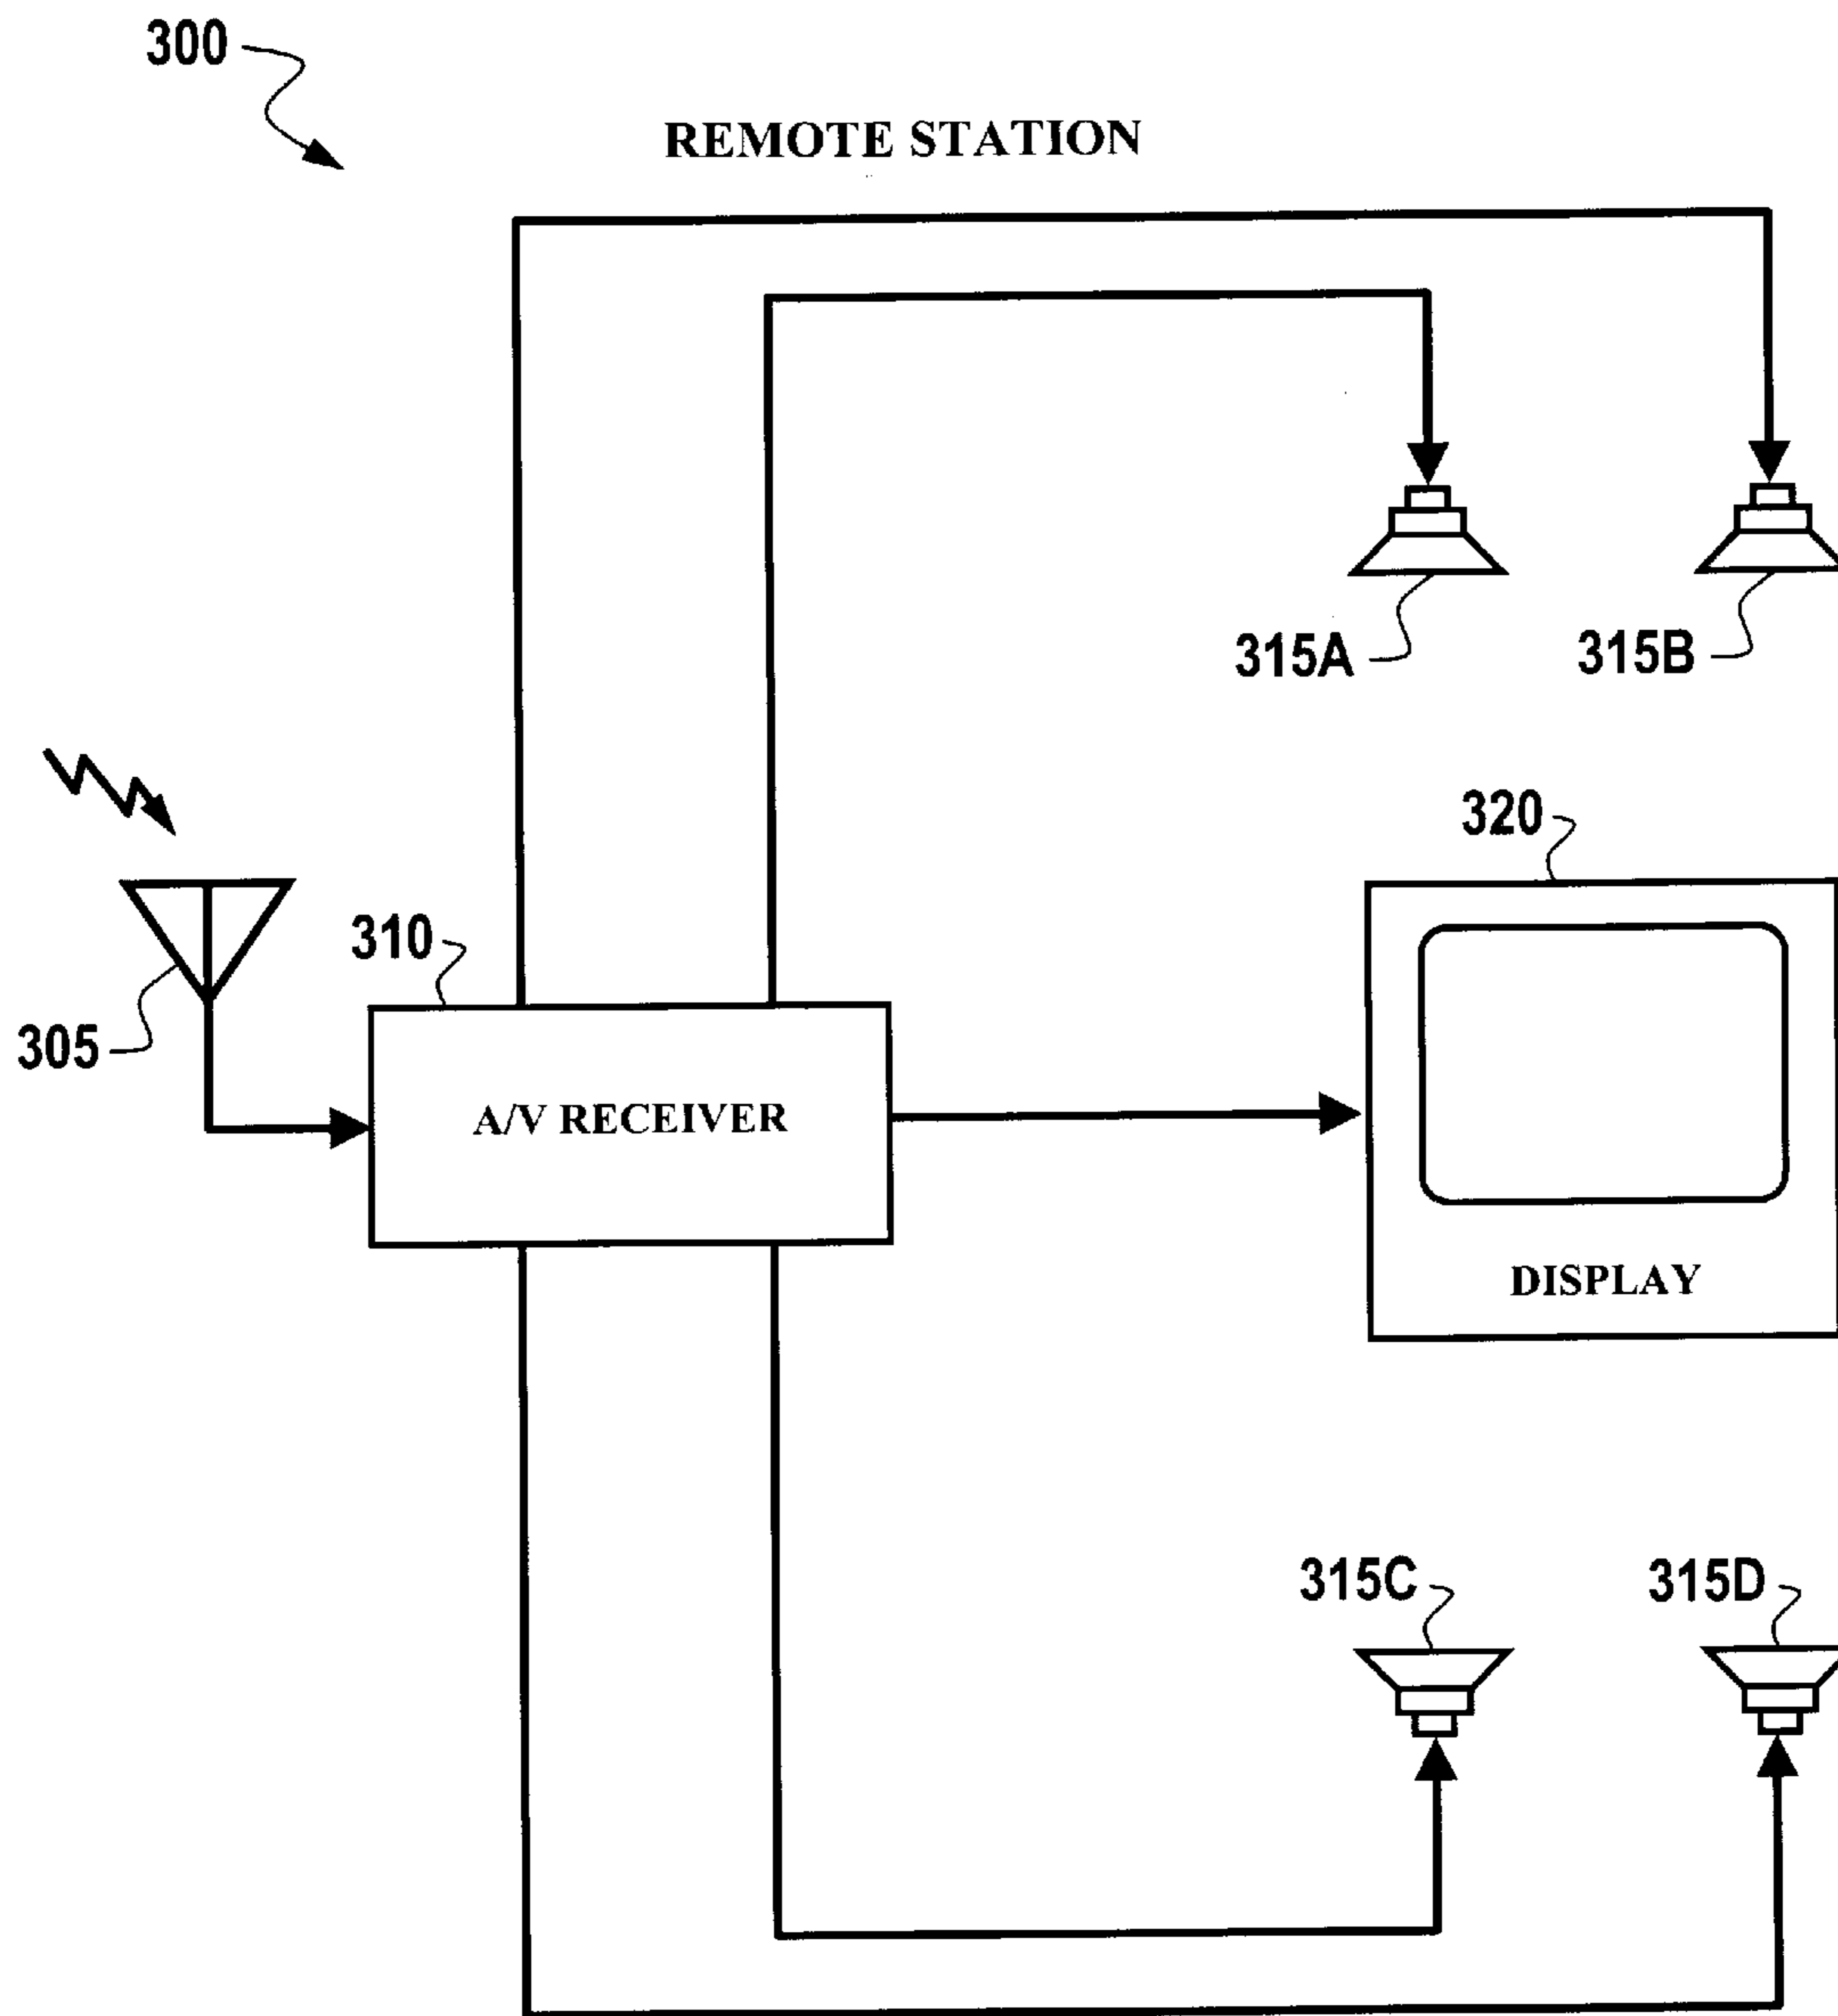 300
REMOTE STATION
315A
315B
320
310
305
A/V RECEIVER
DISPLAY
315C
315D